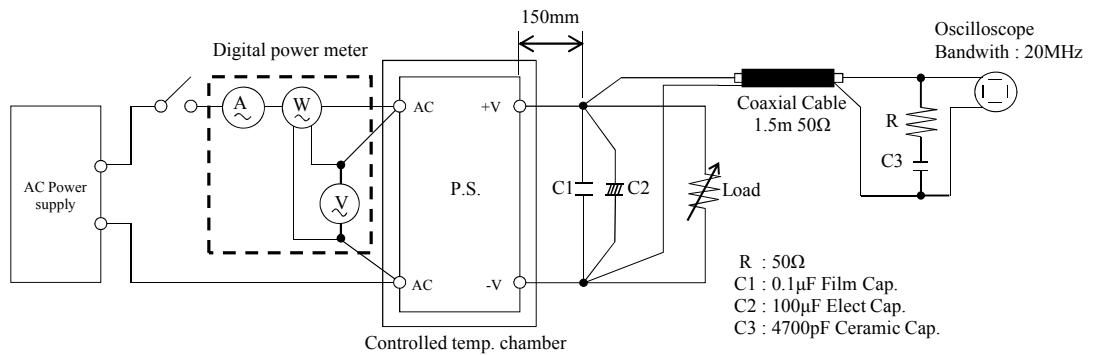 150mm
Oscilloscope
Bandwith : 20MHz
Digital power meter
A
W
AC
+V
Coaxial Cable
1.5m 50Ω
R
C3
AC Power
supply
V
P.S.
C1
C2
Load
AC
-V
R : 50Ω
C1 : 0.1µF Film Cap.
C2 : 100µF Elect Cap.
C3 : 4700pF Ceramic Cap.
Controlled temp. chamber